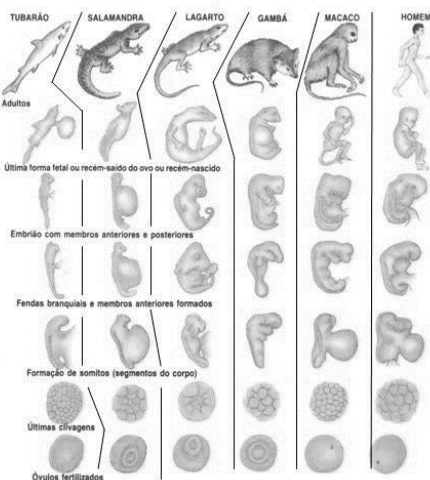 TUBARÃO SALAMANDRA LAGARTO GAMBÁ MACACO HOMEM
Adultos
Última forma fetal ou recém-saído do ovo ou recém-nascido
Embrião com membros anteriores e posteriores
Fendas branquiais e membros anteriores formados
Formação de somitos (segmentos do corpo)
Últimas clivagens
Óvulos fertilizados